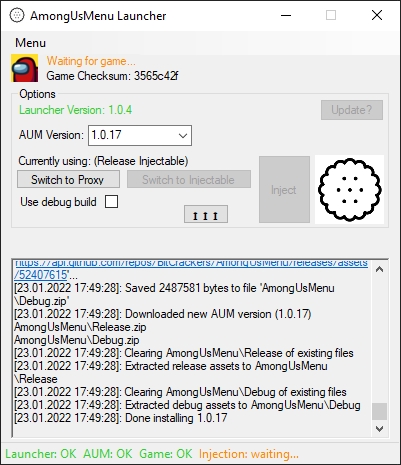 AmongUsMenu Launcher
Menu
Waiting for game...
Game Checksum: 3565c42f
Options
Launcher Version: 1.0.4
Update?
AUM Version: 1.0.17
Currently using: (Release Injectable)
Switch to Proxy Switch to Injectable
Inject
Use debug build
https://api.github.com/repos/BitCrackers/AmongUsMenu/releases/assets
/52407615'...
[23.01.2022 17:49:28]: Saved 2487581 bytes to file 'AmongUsMenu
\Debug.zip'
[23.01.2022 17:49:28]: Downloaded new AUM version (1.0.17)
AmongUsMenu\Release.zip
AmongUsMenu\Debug.zip
[23.01.2022 17:49:28]: Clearing AmongUsMenu\Release of existing files
[23.01.2022 17:49:28]: Extracted release assets to AmongUsMenu
\Release
[23.01.2022 17:49:28]: Clearing AmongUsMenu\Debug of existing files
[23.01.2022 17:49:28]: Extracted debug assets to AmongUsMenu\Debug
[23.01.2022 17:49:28]: Done installing 1.0.17
Launcher: OK AUM: OK Game: OK Injection: waiting...